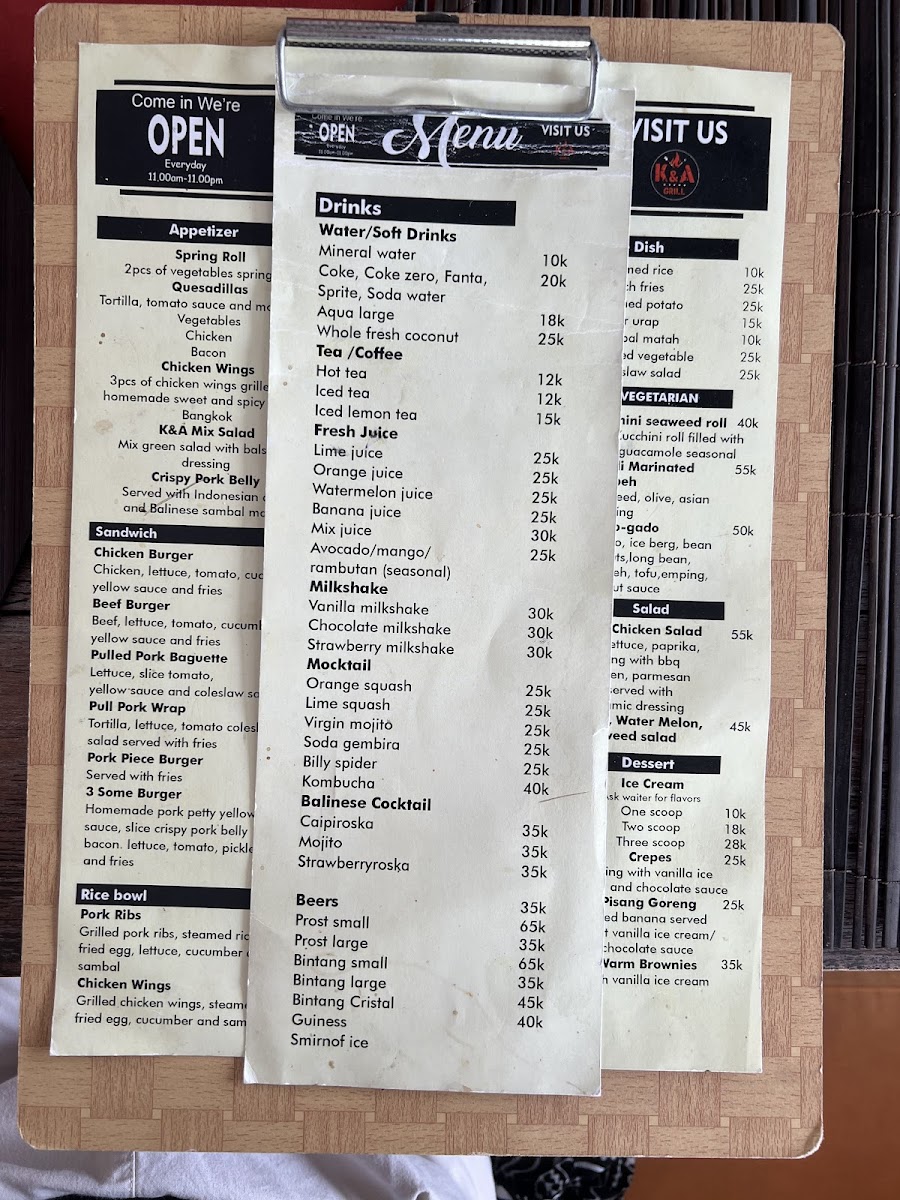 Come in We're
OPEN
Everyday
11.00am-11.00pm
Appetizer
Spring Roll
2pcs of vegetables spring
Quesadillas
Tortilla, tomato sauce and
Vegetables
Chicken
Bacon
Chicken Wings
3pcs of chicken wings grille
homemade sweet and spicy
Bangkok
K&A Mix Salad
Mix green salad with bals
dressing
Crispy Pork Belly
Served with Indonesian
and Balinese sambal
Sandwich
Chicken Burger
Chicken, lettuce, tomato, cuc
yellow sauce and fries
Beef Burger
Beef, lettuce, tomato, cucum
yellow sauce and fries
Pulled Pork Baguette
Lettuce, slice tomato,
yellow sauce and coleslaw
Pull Pork Wrap
Tortilla, lettuce, tomato colesl
salad served with fries
Pork Piece Burger
Served with fries
3 Some Burger
Homemade pork petty yellow
sauce, slice crispy pork belly
bacon. lettuce, tomato, pickle
and fries
Rice bowl
Pork Ribs
Grilled pork ribs, steamed ric
fried egg, lettuce, cucumber
sambal
Chicken Wings
Grilled chicken wings, steame
fried egg, cucumber and sam
Come in We're
OPEN
Everyday
11.00am-11.00pm
Menu
VISIT US
Drinks
Water/Soft Drinks
Mineral water 10k
Coke, Coke zero, Fanta, 20k
Sprite, Soda water
Aqua large 18k
Whole fresh coconut 25k
Tea /Coffee
Hot tea 12k
Iced tea 12k
Iced lemon tea 15k
Fresh Juice
Lime juice 25k
Orange juice 25k
Watermelon juice 25k
Banana juice 25k
Mix juice 30k
Avocado/mango/ 25k
rambutan (seasonal)
Milkshake
Vanilla milkshake 30k
Chocolate milkshake 30k
Strawberry milkshake 30k
Mocktail
Orange squash 25k
Lime squash 25k
Virgin mojito 25k
Soda gembira 25k
Billy spider 25k
Kombucha 40k
Balinese Cocktail
Caipiroska 35k
Mojito 35k
Strawberryroska 35k
Beers 35k
Prost small 65k
Prost large 35k
Bintang small 65k
Bintang large 35k
Bintang Cristal 45k
Guiness 40k
Smirnof ice
VISIT US
K&A
GRILL
Dish
med rice 10k
ch fries 25k
hed potato 25k
r urap 15k
bal matah 10k
ed vegetable 25k
slaw salad 25k
VEGETARIAN
hini seaweed roll 40k
ucchini roll filled with
guacamole seasonal
li Marinated 55k
peh
eed, olive, asian
ing
o-gado 50k
o, ice berg, bean
ts,long bean,
eh, tofu,emping,
ut sauce
Salad
Chicken Salad 55k
ettuce, paprika,
ng with bbq
en, parmesan
served with
mic dressing
, Water Melon, 45k
weed salad
Dessert
Ice Cream
Ask waiter for flavors
One scoop 10k
Two scoop 18k
Three scoop 28k
Crepes 25k
ing with vanilla ice
and chocolate sauce
Pisang Goreng 25k
ed banana served
t vanilla ice cream/
chocolate sauce
Warm Brownies 35k
h vanilla ice cream